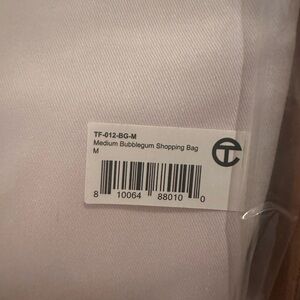 TF-012-BG-M
Medium Bubblegum Shopping Bag
M
8 10064 88010 0